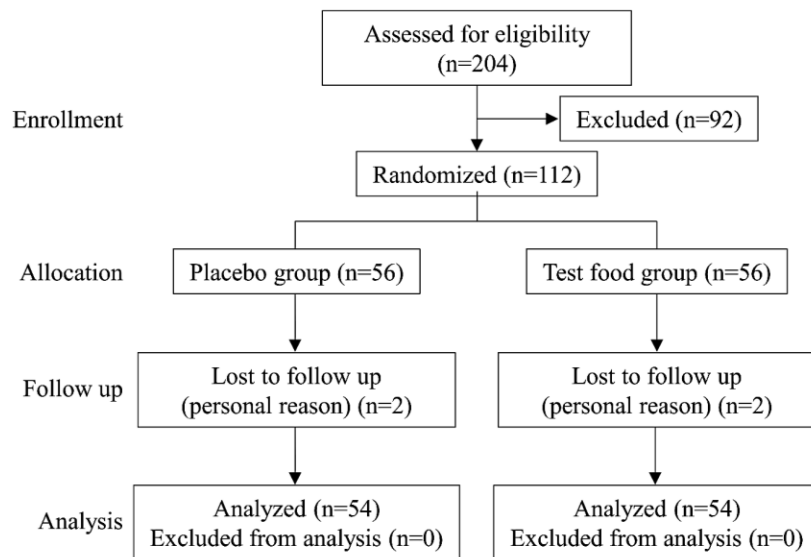 Assessed for eligibility
(n=204)
Enrollment
Excluded (n=92)
Randomized (n=112)
Allocation
Placebo group (n=56)
Test food group (n=56)
Follow up
Lost to follow up
(personal reason) (n=2)
Lost to follow up
(personal reason) (n=2)
Analysis
Analyzed (n=54)
Excluded from analysis (n=0)
Analyzed (n=54)
Excluded from analysis (n=0)